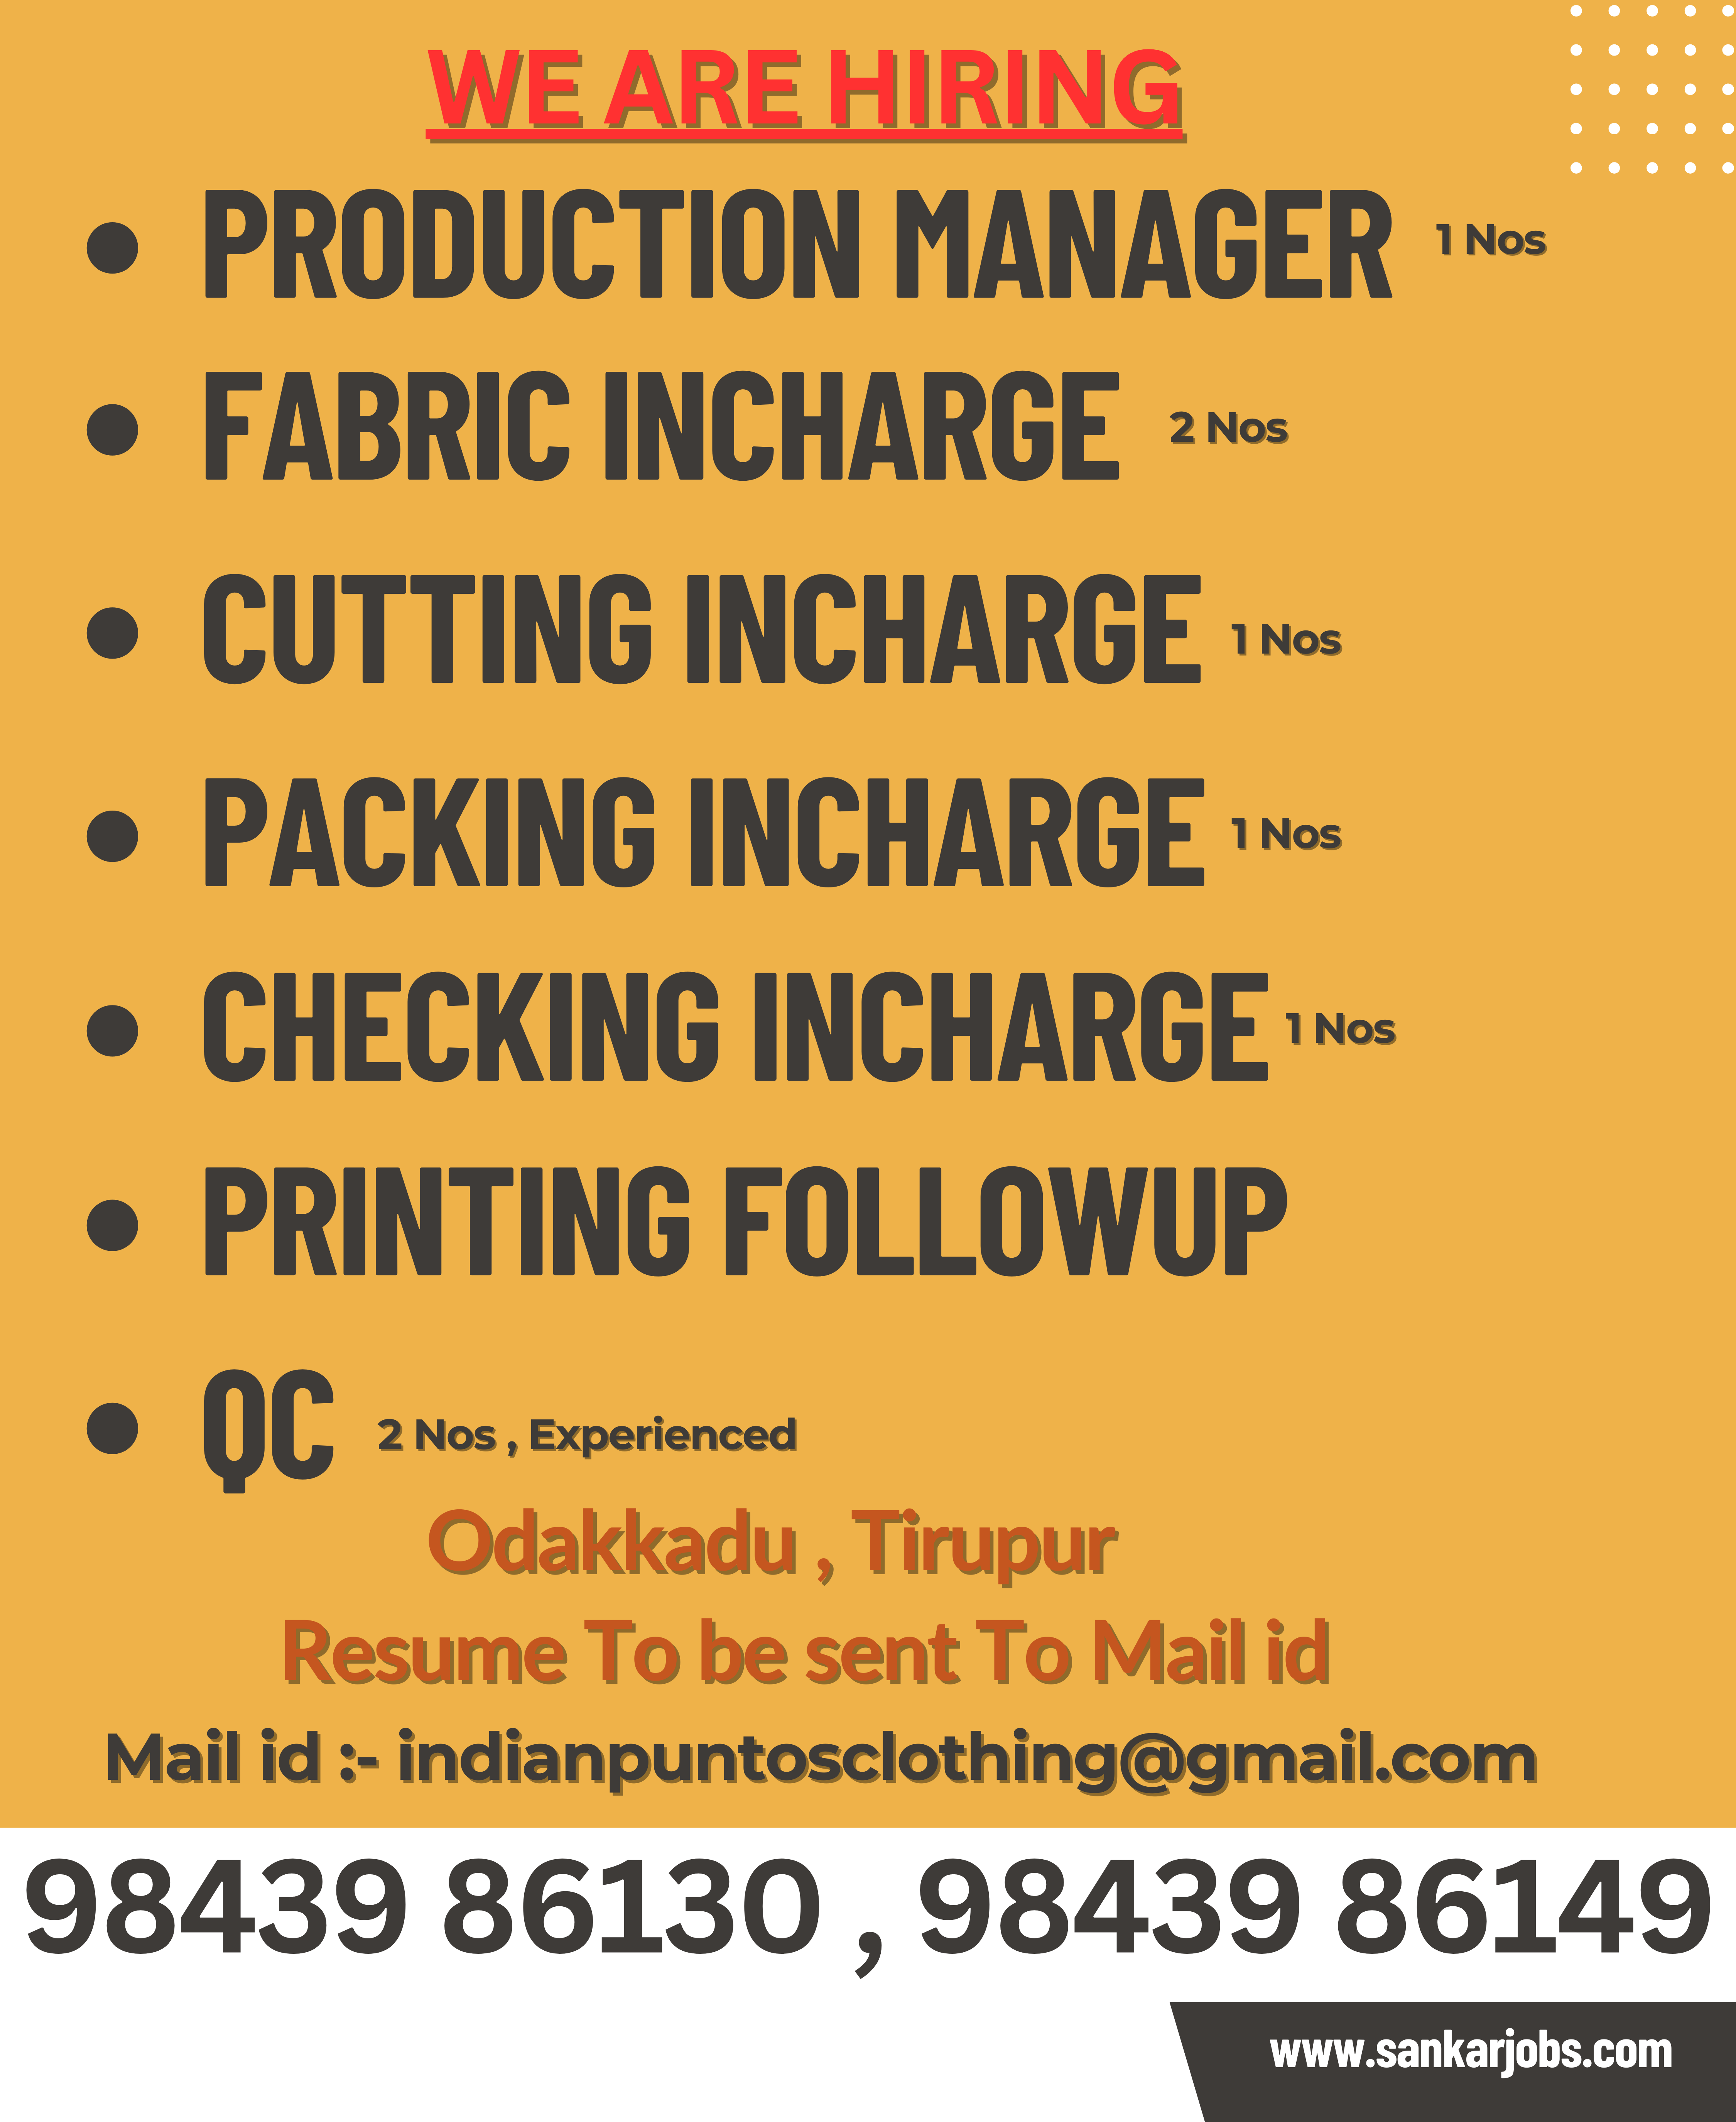 WE ARE HIRING
• PRODUCTION MANAGER 1 Nos
• FABRIC INCHARGE 2 Nos
• CUTTING INCHARGE 1 Nos
• PACKING INCHARGE 1 Nos
• CHECKING INCHARGE 1 Nos
• PRINTING FOLLOWUP
• QC 2 Nos , Experienced
Odakkadu , Tirupur
Resume To be sent To Mail id
Mail id :- indianpuntosclothing@gmail.com
98439 86130 , 98439 86149
www.sankarjobs.com